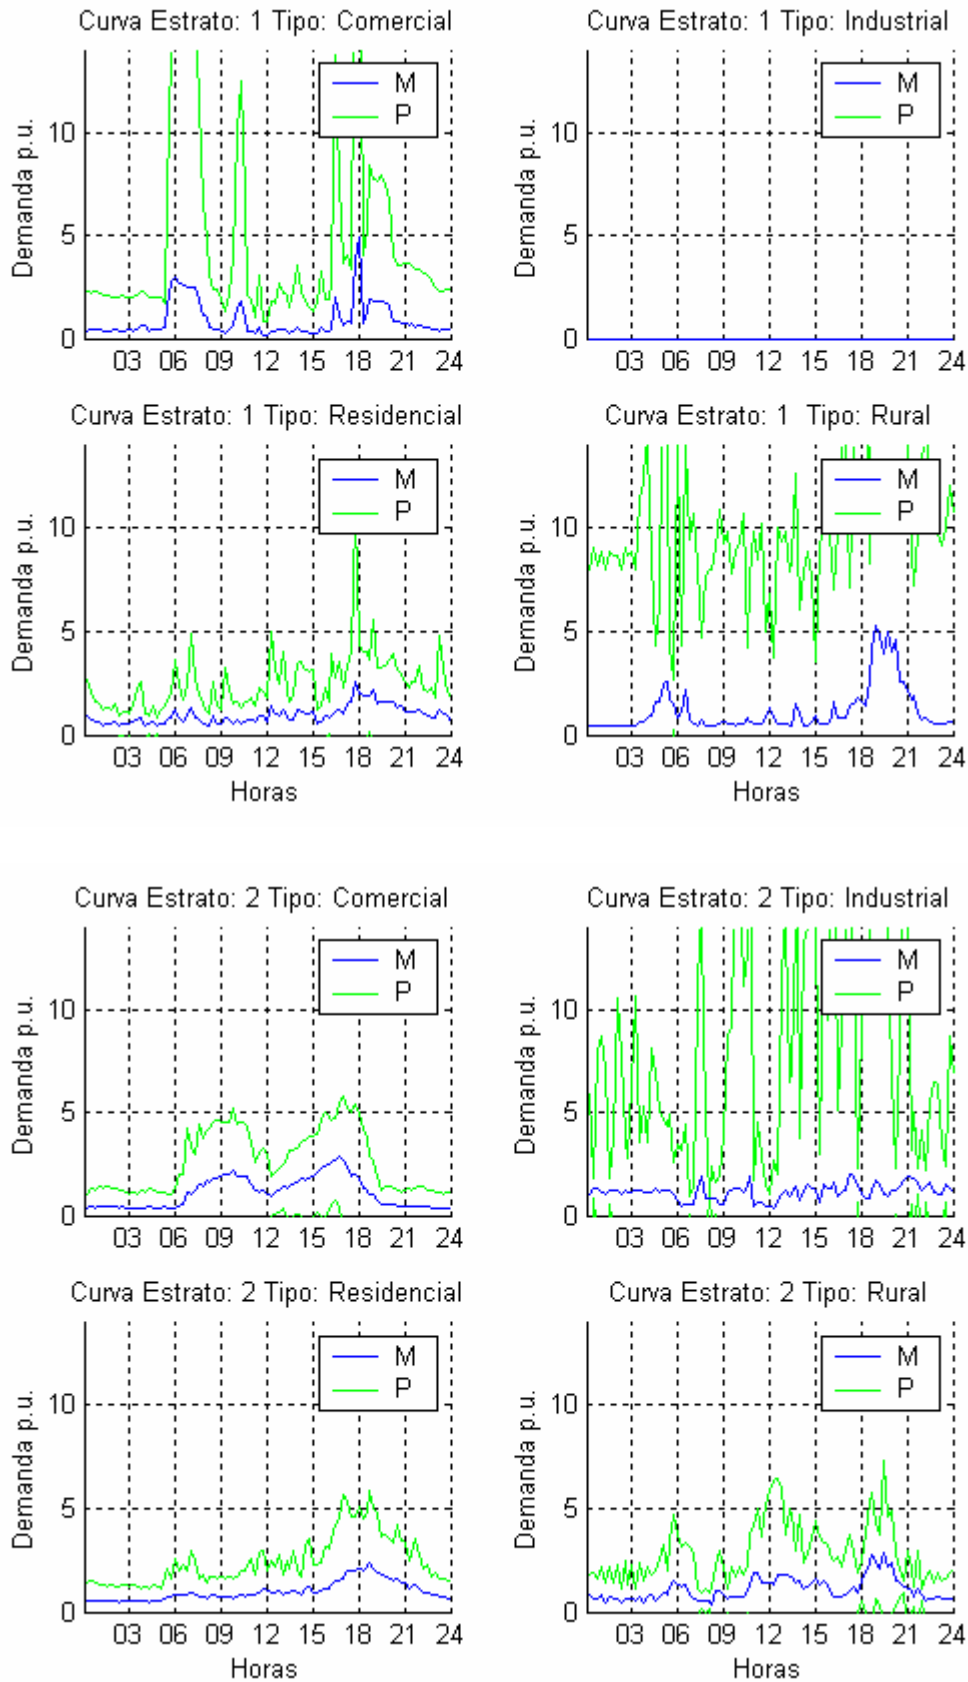 Curva Estrato: 1 Tipo: Comercial
Demanda p.u.
10
5
0
M
P
03 06 09 12 15 18 21 24
Curva Estrato: 1 Tipo: Industrial
Demanda p.u.
10
5
0
M
P
03 06 09 12 15 18 21 24
Curva Estrato: 1 Tipo: Residencial
Demanda p.u.
10
5
0
M
P
03 06 09 12 15 18 21 24
Horas
Curva Estrato: 1 Tipo: Rural
Demanda p.u.
10
5
0
M
P
03 06 09 12 15 18 21 24
Horas
Curva Estrato: 2 Tipo: Comercial
Demanda p.u.
10
5
0
M
P
03 06 09 12 15 18 21 24
Curva Estrato: 2 Tipo: Industrial
Demanda p.u.
10
5
0
M
P
03 06 09 12 15 18 21 24
Curva Estrato: 2 Tipo: Residencial
Demanda p.u.
10
5
0
M
P
03 06 09 12 15 18 21 24
Horas
Curva Estrato: 2 Tipo: Rural
Demanda p.u.
10
5
0
M
P
03 06 09 12 15 18 21 24
Horas